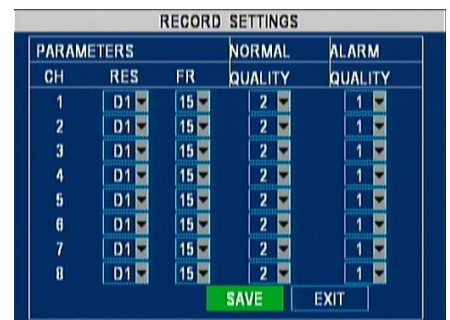 RECORD SETTINGS
PARAMETERS NORMAL ALARM
CH RES FR QUALITY QUALITY
1 D1 15 2 1
2 D1 15 2 1
3 D1 15 2 1
4 D1 15 2 1
5 D1 15 2 1
6 D1 15 2 1
7 D1 15 2 1
8 D1 15 2 1
SAVE EXIT